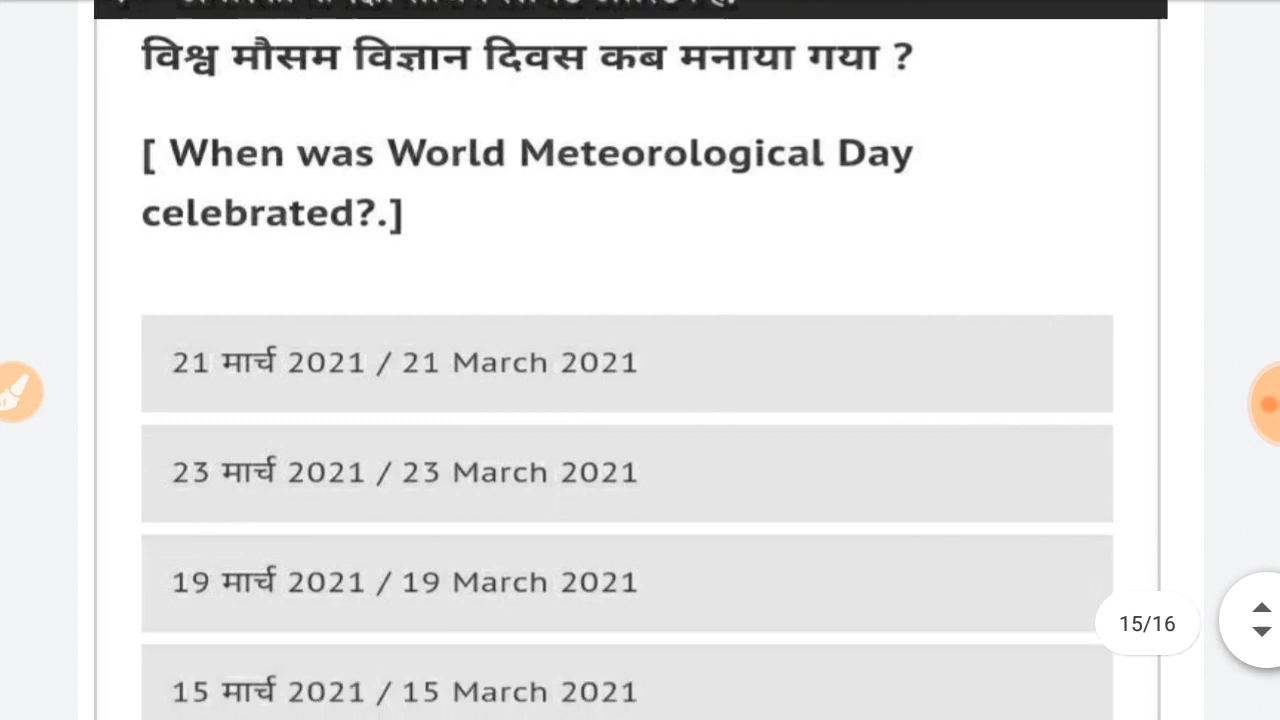 विश्व मौसम विज्ञान दिवस कब मनाया गया ?
[ When was World Meteorological Day
celebrated?.]
21 मार्च 2021 / 21 March 2021
23 मार्च 2021 / 23 March 2021
19 मार्च 2021 / 19 March 2021
15/16
15 मार्च 2021 / 15 March 2021